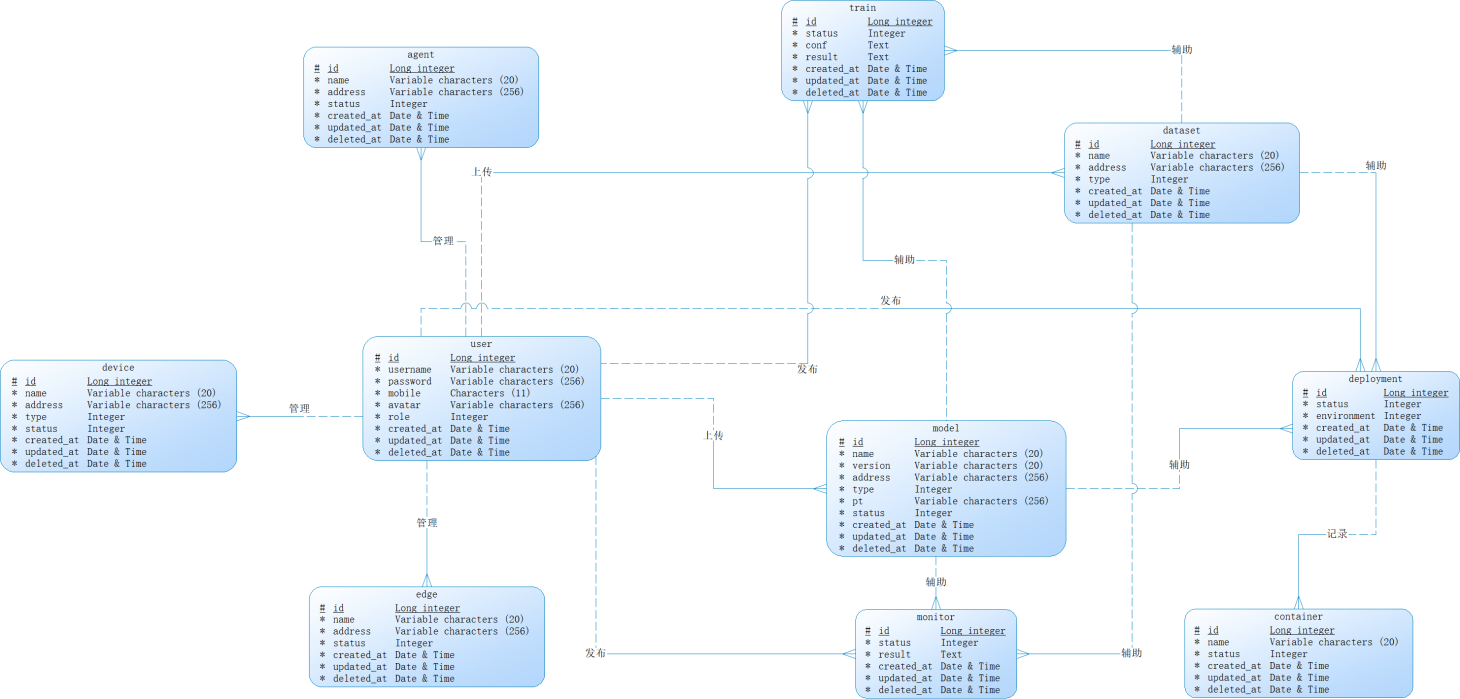 train
# id Long integer
* status Integer
* conf Text
* result Text
* created_at Date & Time
* updated_at Date & Time
* deleted_at Date & Time
辅助
agent
# id Long integer
* name Variable characters (20)
* address Variable characters (256)
* status Integer
* created_at Date & Time
* updated_at Date & Time
* deleted_at Date & Time
dataset
# id Long integer
* name Variable characters (20)
* address Variable characters (256)
* type Integer
* created_at Date & Time
* updated_at Date & Time
* deleted_at Date & Time
上传
辅助
管理
辅助
发布
user
# id Long integer
* username Variable characters (20)
* password Variable characters (256)
* mobile Characters (11)
* avatar Variable characters (256)
* role Integer
* created_at Date & Time
* updated_at Date & Time
* deleted_at Date & Time
发布
device
# id Long integer
* name Variable characters (20)
* address Variable characters (256)
* type Integer
* status Integer
* created_at Date & Time
* updated_at Date & Time
* deleted_at Date & Time
管理
deployment
# id Long integer
* status Integer
* environment Integer
* created_at Date & Time
* updated_at Date & Time
* deleted_at Date & Time
上传
model
# id Long integer
* name Variable characters (20)
* version Variable characters (20)
* address Variable characters (256)
* type Integer
* pt Variable characters (256)
* status Integer
* created_at Date & Time
* updated_at Date & Time
* deleted_at Date & Time
辅助
管理
记录
辅助
edge
# id Long integer
* name Variable characters (20)
* address Variable characters (256)
* status Integer
* created_at Date & Time
* updated_at Date & Time
* deleted_at Date & Time
发布
monitor
# id Long integer
* status Integer
* result Text
* created_at Date & Time
* updated_at Date & Time
* deleted_at Date & Time
辅助
container
# id Long integer
* name Variable characters (20)
* status Integer
* created_at Date & Time
* updated_at Date & Time
* deleted_at Date & Time